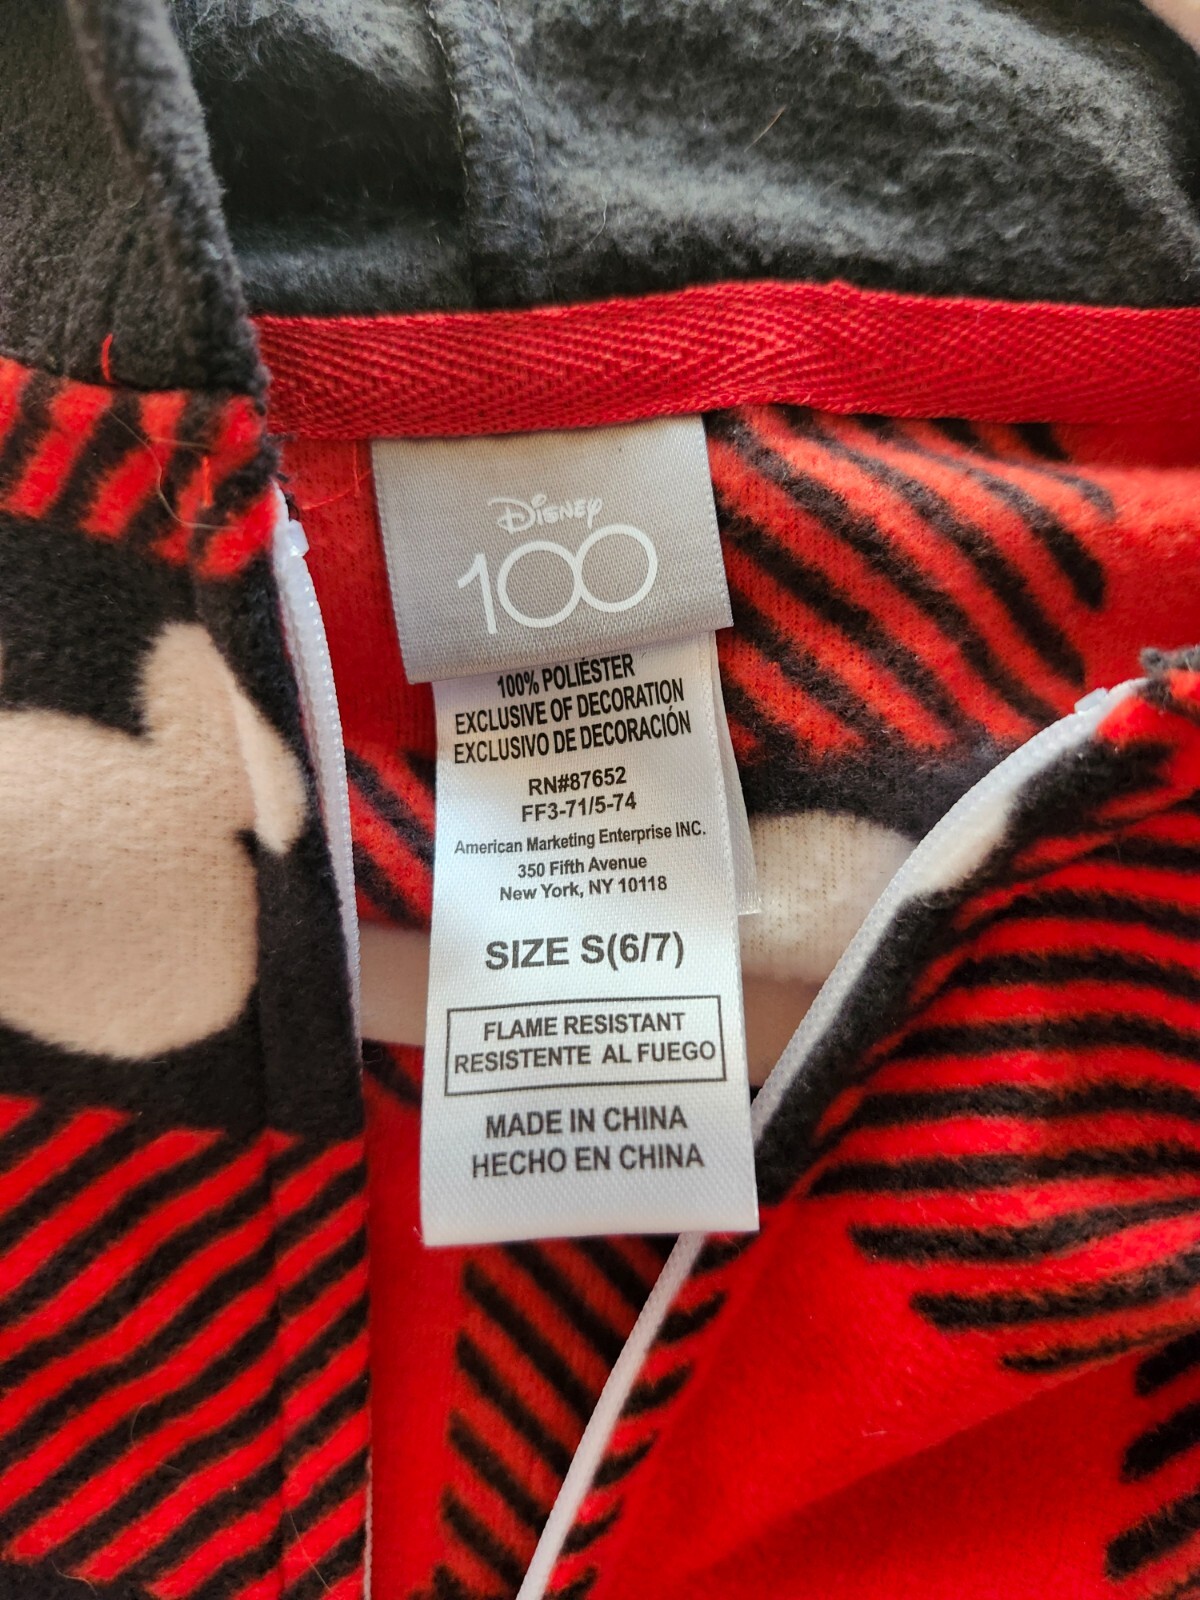 Disney
100
100% POLIÉSTER
EXCLUSIVE OF DECORATION
EXCLUSIVO DE DECORACIÓN
RN#87652
FF3-71/5-74
American Marketing Enterprise INC.
350 Fifth Avenue
New York, NY 10118
SIZE S(6/7)
FLAME RESISTANT
RESISTENTE AL FUEGO
MADE IN CHINA
HECHO EN CHINA